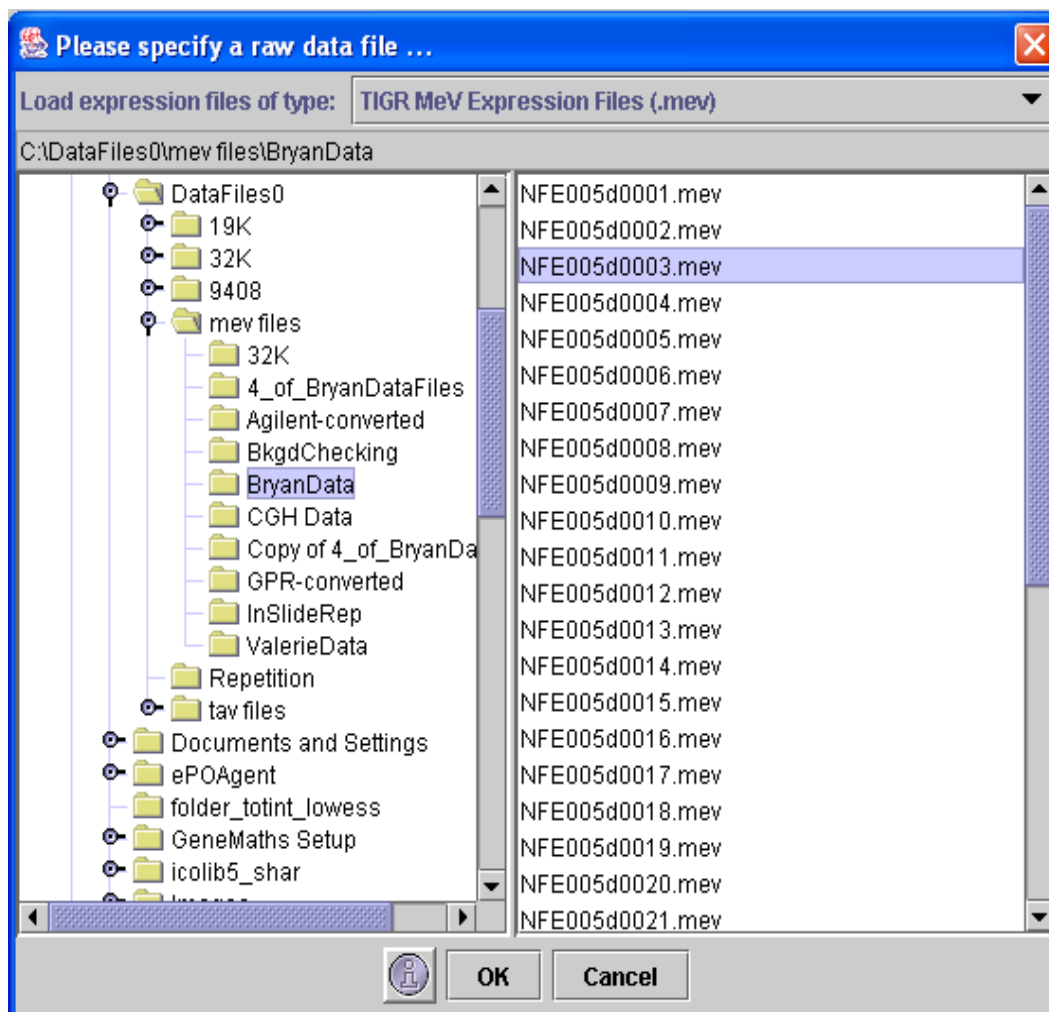 Please specify a raw data file ...
Load expression files of type: TIGR MeV Expression Files (.mev)
C:\DataFiles0\mev files\BryanData
DataFiles0
19K
32K
9408
mev files
32K
4_of_BryanDataFiles
Agilent-converted
BkgdChecking
BryanData
CGH Data
Copy of 4_of_BryanDa
GPR-converted
InSlideRep
ValerieData
Repetition
tav files
Documents and Settings
ePOAgent
folder_totint_lowess
GeneMaths Setup
icolib5_shar
NFE005d0001.mev
NFE005d0002.mev
NFE005d0003.mev
NFE005d0004.mev
NFE005d0005.mev
NFE005d0006.mev
NFE005d0007.mev
NFE005d0008.mev
NFE005d0009.mev
NFE005d0010.mev
NFE005d0011.mev
NFE005d0012.mev
NFE005d0013.mev
NFE005d0014.mev
NFE005d0015.mev
NFE005d0016.mev
NFE005d0017.mev
NFE005d0018.mev
NFE005d0019.mev
NFE005d0020.mev
NFE005d0021.mev
i OK Cancel